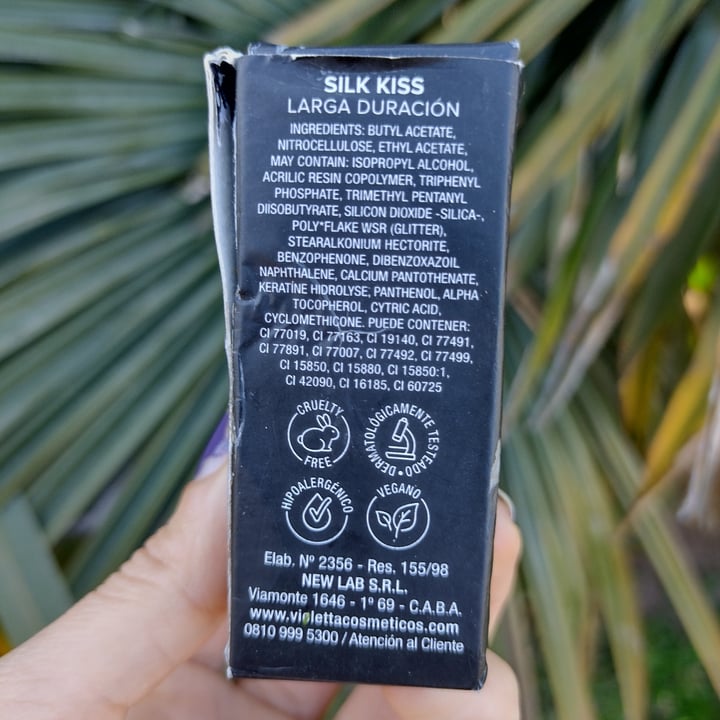 SILK KISS
LARGA DURACIÓN
INGREDIENTS: BUTYL ACETATE,
NITROCELLULOSE, ETHYL ACETATE,
MAY CONTAIN: ISOPROPYL ALCOHOL,
ACRILIC RESIN COPOLYMER, TRIPHENYL
PHOSPHATE, TRIMETHYL PENTANYL
DIISOBUTYRATE, SILICON DIOXIDE -SILICA-,
POLY*FLAKE WSR (GLITTER),
STEARALKONIUM HECTORITE,
BENZOPHENONE, DIBENZOXAZOIL
NAPHTHALENE, CALCIUM PANTOTHENATE,
KERATÍNE HIDROLYSE, PANTHENOL, ALPHA
TOCOPHEROL, CYTRIC ACID,
CYCLOMETHICONE. PUEDE CONTENER:
CI 77019, CI 77163, CI 19140, CI 77491,
CI 77891, CI 77007, CI 77492, CI 77499,
CI 15850, CI 15880, CI 15850:1,
CI 42090, CI 16185, CI 60725
CRUELTY FREE
DERMATOLÓGICAMENTE TESTEADO •
HIPOALERGÉNICO
VEGANO
Elab. Nº 2356 - Res. 155/98
NEW LAB S.R.L.
Viamonte 1646 - 1º 69 - C.A.B.A.
www.violettacosmeticos.com
0810 999 5300 / Atención al Cliente